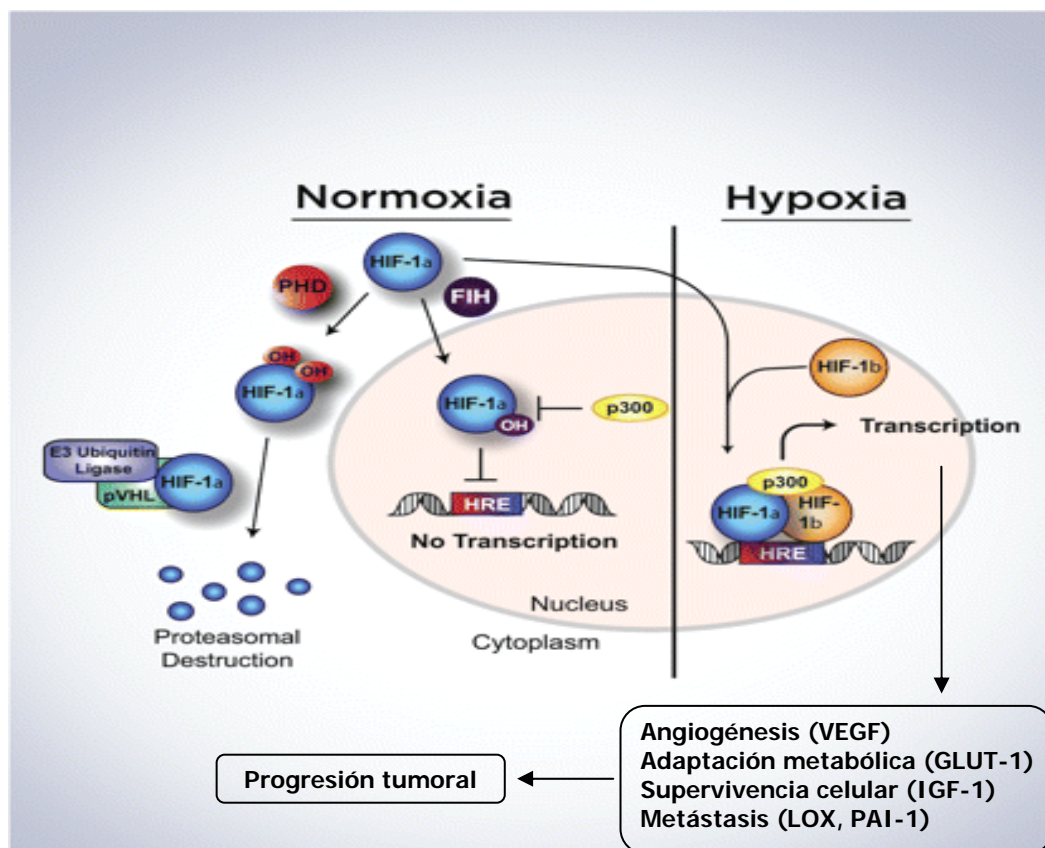 Normoxia
Hypoxia
HIF-1a
PHD
FIH
OH
OH
HIF-1a
HIF-1a
OH
p300
HIF-1b
Transcription
E3 Ubiquitin
Ligase
pVHL
HIF-1a
HRE
No Transcription
p300
HIF-1a
HIF-
1b
HRE
Nucleus
Cytoplasm
Proteasomal
Destruction
Angiogénesis (VEGF)
Adaptación metabólica (GLUT-1)
Supervivencia celular (IGF-1)
Metástasis (LOX, PAI-1)
Progresión tumoral